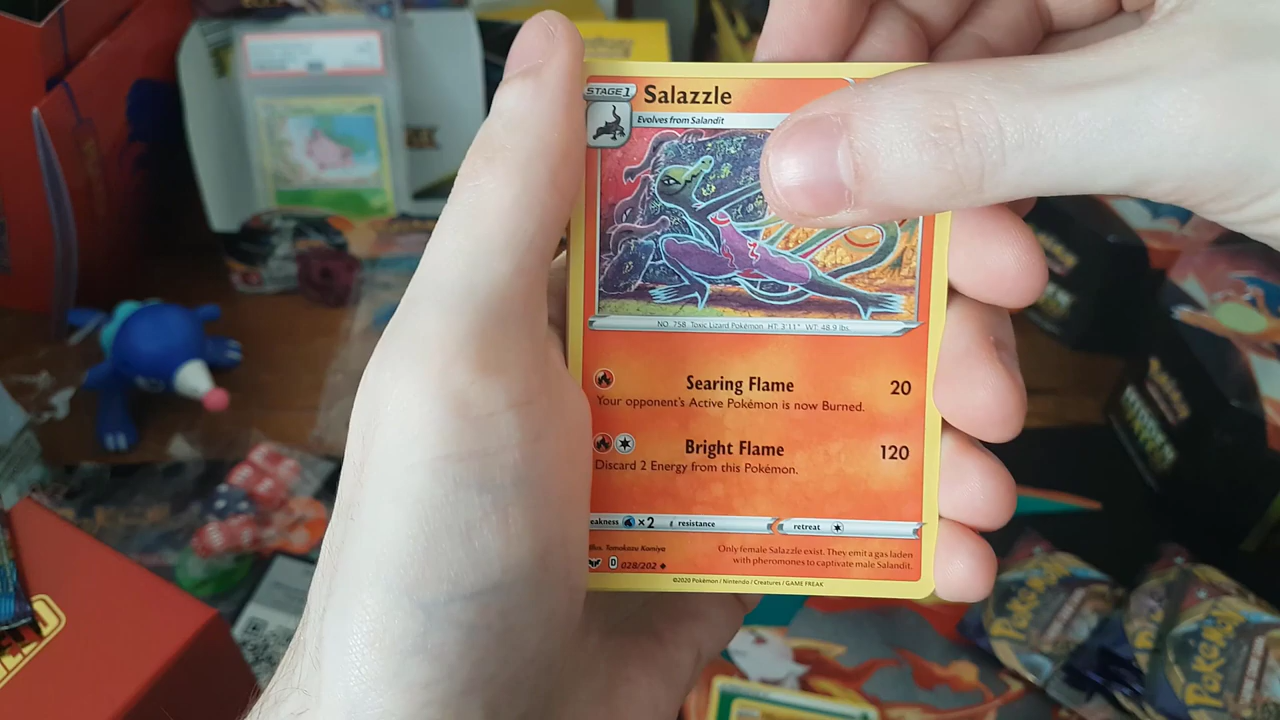 STAGE 1
Salazzle
Evolves from Salandit
NO. 758 Toxic Lizard Pokémon HT: 3'11" WT: 48.9 lbs.
Searing Flame 20
Your opponent's Active Pokémon is now Burned.
Bright Flame 120
Discard 2 Energy from this Pokémon.
eakness ×2 resistance retreat
Illus. Tomokazu Komiya
D 028/202
Only female Salazzle exist. They emit a gas laden
with pheromones to captivate male Salandit.
©2020 Pokémon / Nintendo / Creatures / GAME FREAK
POKÉMON
POKÉMON